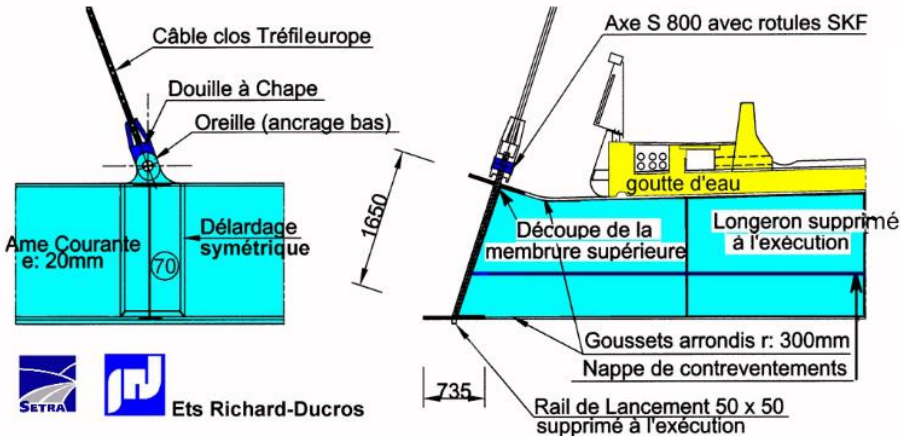 Câble clos Tréfileurope
Douille à Chape
Oreille (ancrage bas)
Ame Courante
e: 20mm
70
Délardage
symétrique
Axe S 800 avec rotules SKF
1650
goutte d'eau
Découpe de la
membrure supérieure
Longeron supprimé
à l'exécution
Goussets arrondis r: 300mm
Nappe de contreventements
735
Rail de Lancement 50 x 50
supprimé à l'exécution
SETRA
Ets Richard-Ducros